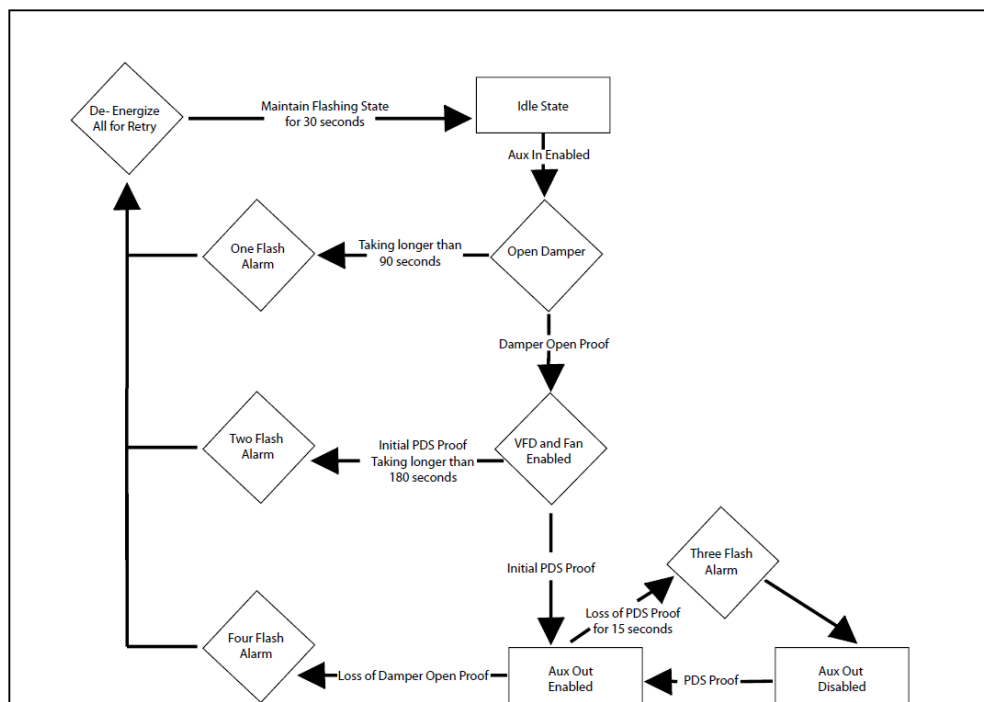 De- Energize
All for Retry
Maintain Flashing State
for 30 seconds
Idle State
Aux In Enabled
One Flash
Alarm
Taking longer than
90 seconds
Open Damper
Damper Open Proof
Two Flash
Alarm
Initial PDS Proof
Taking longer than
180 seconds
VFD and Fan
Enabled
Initial PDS Proof
Three Flash
Alarm
Loss of PDS Proof
for 15 seconds
Four Flash
Alarm
Loss of Damper Open Proof
Aux Out
Enabled
PDS Proof
Aux Out
Disabled